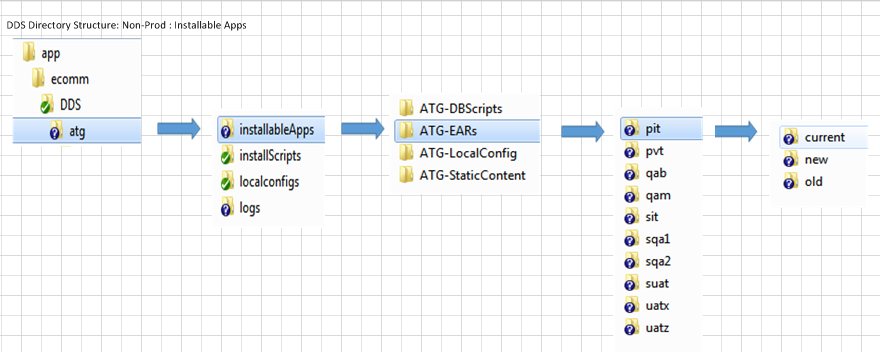 DDS Directory Structure: Non-Prod : Installable Apps
app
ecomm
DDS
atg
installableApps
installScripts
localconfigs
logs
ATG-DBScripts
ATG-EARs
ATG-LocalConfig
ATG-StaticContent
pit
pvt
qab
qam
sit
sqa1
sqa2
suat
uatx
uatz
current
new
old